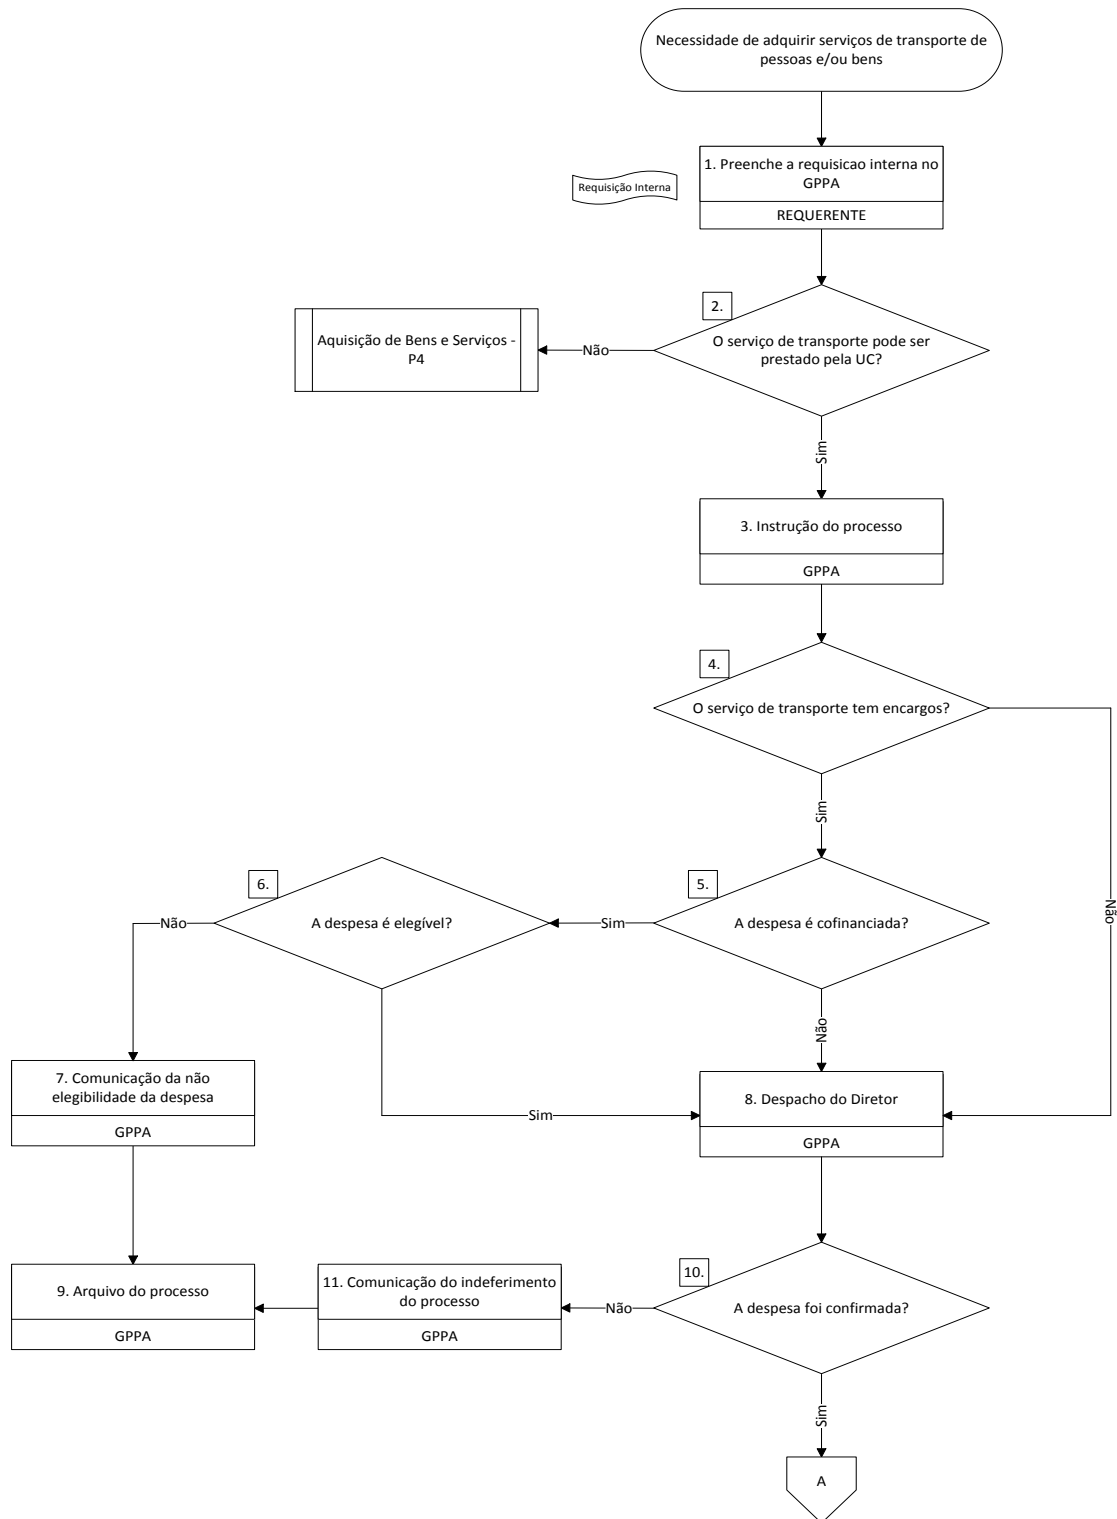 Necessidade de adquirir serviços de transporte de
pessoas e/ou bens
1. Preenche a requisicao interna no
GPPA
REQUERENTE
Requisição Interna
2.
O serviço de transporte pode ser
prestado pela UC?
Não
Aquisição de Bens e Serviços -
P4
Sim
3. Instrução do processo
GPPA
4.
O serviço de transporte tem encargos?
Não
Sim
5.
A despesa é cofinanciada?
Sim
6.
A despesa é elegível?
Não
Não
7. Comunicação da não
elegibilidade da despesa
GPPA
Sim
8. Despacho do Diretor
GPPA
9. Arquivo do processo
GPPA
11. Comunicação do indeferimento
do processo
GPPA
Não
10.
A despesa foi confirmada?
Sim
A